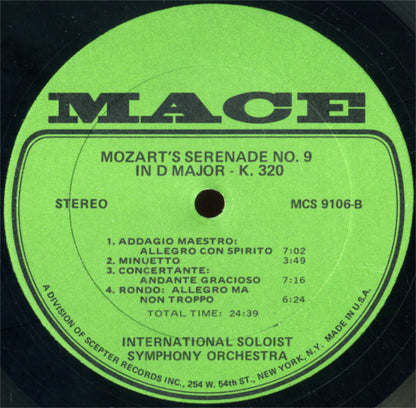 MACE
MOZART'S SERENADE NO. 9
IN D MAJOR - K. 320
STEREO
MCS 9106-B
1. ADDAGIO MAESTRO:
ALLEGRO CON SPIRITO 7:02
2. MINUETTO 3:49
3. CONCERTANTE:
ANDANTE GRACIOSO 7:16
4. RONDO: ALLEGRO MA
NON TROPPO 6:24
TOTAL TIME: 24:39
INTERNATIONAL SOLOIST
SYMPHONY ORCHESTRA
A DIVISION OF SCEPTER RECORDS INC., 254 W. 54th ST., NEW YORK, N.Y. MADE IN U.S.A.